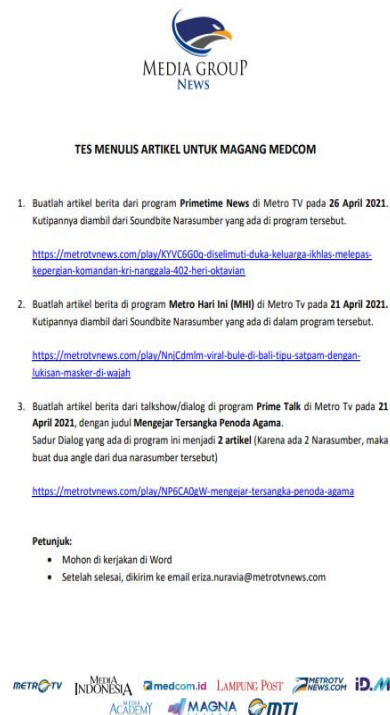 MEDIA GROUP
NEWS
TES MENULIS ARTIKEL UNTUK MAGANG MEDCOM
1. Buatlah artikel berita dari program Primetime News di Metro TV pada 26 April 2021.
Kutipannya diambil dari Soundbite Narasumber yang ada di program tersebut.
https://metrotvnews.com/play/KYVC6G0q-diselimuti-duka-keluarga-ikhlas-melepas-
kepergian-komandan-kri-nanggala-402-heri-oktavian
2. Buatlah artikel berita di program Metro Hari Ini (MHI) di Metro Tv pada 21 April 2021.
Kutipannya diambil dari Soundbite Narasumber yang ada di dalam program tersebut.
https://metrotvnews.com/play/NnjCdmlm-viral-bule-di-bali-tipu-satpam-dengan-
lukisan-masker-di-wajah
3. Buatlah artikel berita dari talkshow/dialog di program Prime Talk di Metro Tv pada 21
April 2021, dengan judul Mengejar Tersangka Penoda Agama.
Sadur Dialog yang ada di program ini menjadi 2 artikel (Karena ada 2 Narasumber, maka
buat dua angle dari dua narasumber tersebut)
https://metrotvnews.com/play/NP6CA0gW-mengejar-tersangka-penoda-agama
Petunjuk:
• Mohon di kerjakan di Word
• Setelah selesai, dikirim ke email eriza.nuravia@metrotvnews.com
METRO TV MEDIA INDONESIA medcom.id LAMPUNG POST METROTV NEWS.COM iD.M
MEDIA ACADEMY MAGNA MTI